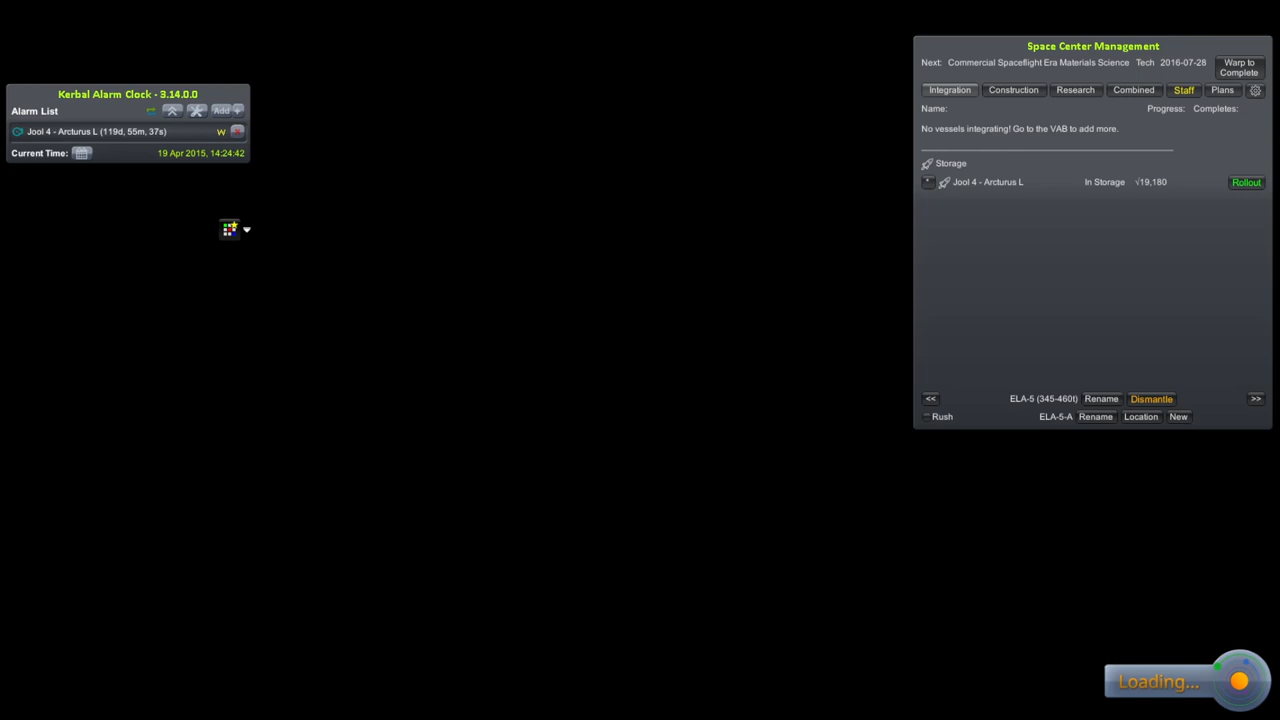 Kerbal Alarm Clock - 3.14.0.0
Alarm List Add +
Jool 4 - Arcturus L (119d, 55m, 37s) W
Current Time: 19 Apr 2015, 14:24:42
Space Center Management
Next: Commercial Spaceflight Era Materials Science Tech 2016-07-28 Warp to Complete
Integration Construction Research Combined Staff Plans
Name: Progress: Completes:
No vessels integrating! Go to the VAB to add more.
Storage
* Jool 4 - Arcturus L In Storage √19,180 Rollout
<< ELA-5 (345-460t) Rename Dismantle >>
Rush ELA-5-A Rename Location New
Loading...